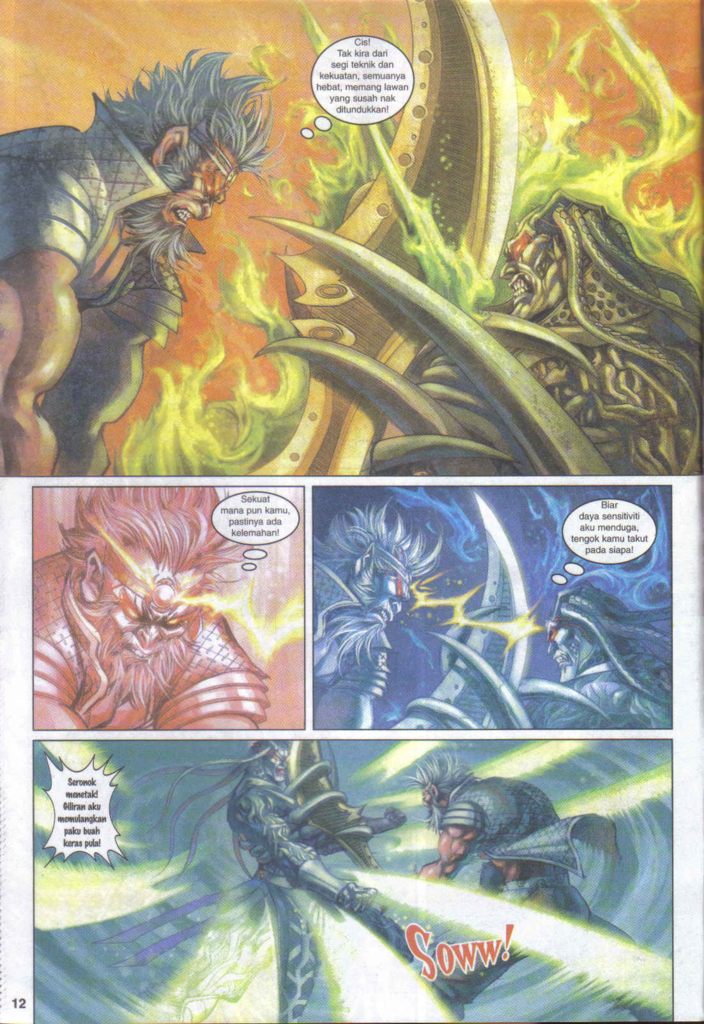 Cis!
Tak kira dari
segi teknik dan
kekuatan, semuanya
hebat, memang lawan
yang susah nak
ditundukkan!
Sekuat
mana pun kamu,
pastinya ada
kelemahan!
Biar
daya sensitiviti
aku menduga,
tengok kamu takut
pada siapa!
Seronok
menetak!
Giliran aku
memulangkan
paku buah
keras pula!
Soww!
12